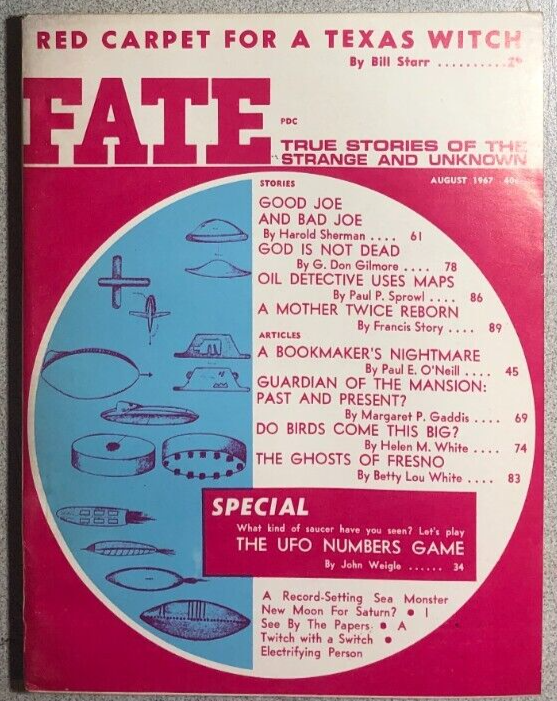 RED CARPET FOR A TEXAS WITCH
By Bill Starr ..........
FATE
PDC
TRUE STORIES OF THE
STRANGE AND UNKNOWN
AUGUST 1967 60c
STORIES
GOOD JOE
AND BAD JOE
By Harold Sherman .... 61
GOD IS NOT DEAD
By G. Don Gilmore .... 78
OIL DETECTIVE USES MAPS
By Paul P. Sprowl .... 86
A MOTHER TWICE REBORN
By Francis Story .... 89
ARTICLES
A BOOKMAKER'S NIGHTMARE
By Paul E. O'Neill .... 45
GUARDIAN OF THE MANSION:
PAST AND PRESENT?
By Margaret P. Gaddis .... 69
DO BIRDS COME THIS BIG?
By Helen M. White .... 74
THE GHOSTS OF FRESNO
By Betty Lou White .... 83
SPECIAL
What kind of saucer have you seen? Let's play
THE UFO NUMBERS GAME
By John Weigle ...... 34
A Record-Setting Sea Monster
New Moon For Saturn? ● I
See By The Papers ● A
Twitch with a Switch ●
Electrifying Person